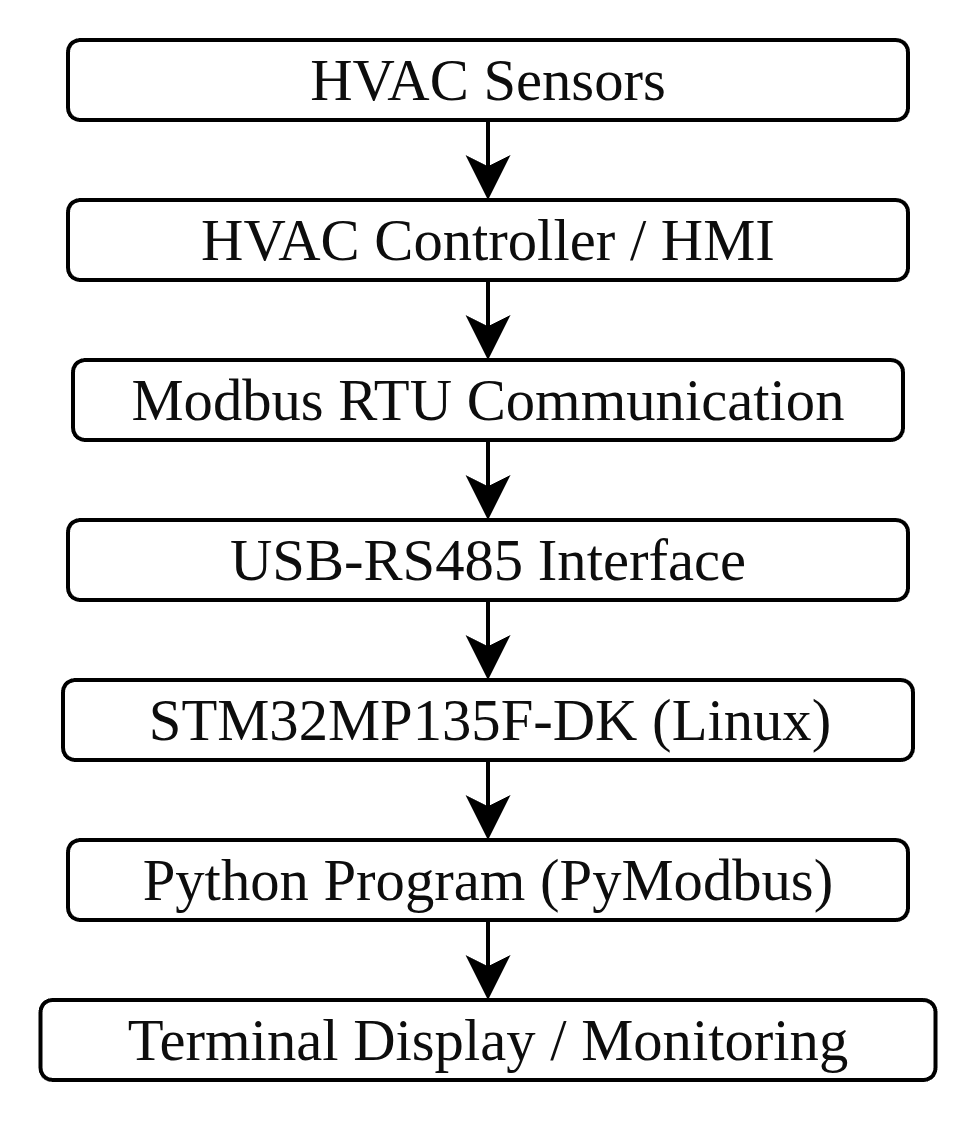 HVAC Sensors
HVAC Controller / HMI
Modbus RTU Communication
USB-RS485 Interface
STM32MP135F-DK (Linux)
Python Program (PyModbus)
Terminal Display / Monitoring